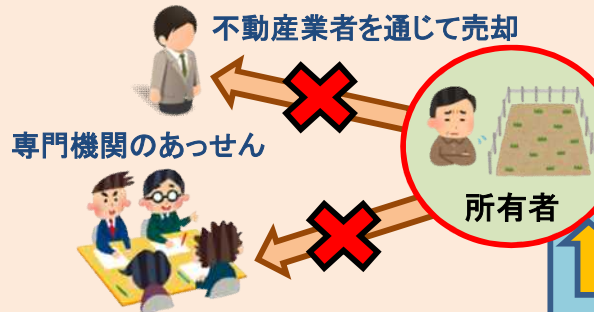 不動産業者を通じて売却
専門機関のあっせん
所有者